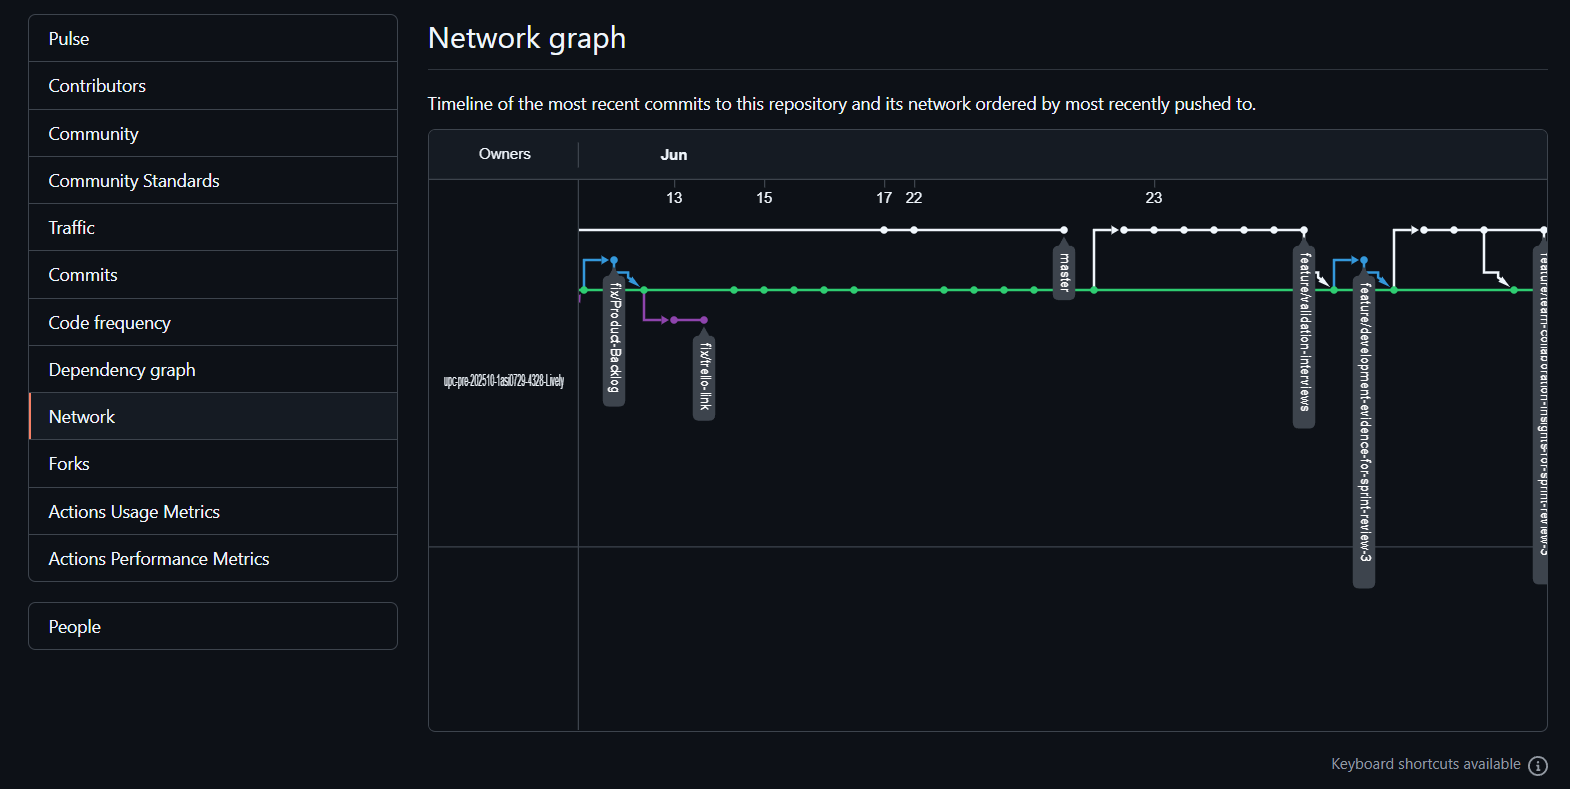 Pulse
Contributors
Community
Community Standards
Traffic
Commits
Code frequency
Dependency graph
Network
Forks
Actions Usage Metrics
Actions Performance Metrics
People
Network graph
Timeline of the most recent commits to this repository and its network ordered by most recently pushed to.
Owners
Jun
13
15
17
22
23
upc-pre-202510-1asi0729-4328-Lively
fix/Product-Backlog
fix/trello-link
master
feature/validation-interviews
feature/development-evidence-for-sprint-review-3
feature/team-collaboration-insights-for-sprint-review-3
Keyboard shortcuts available